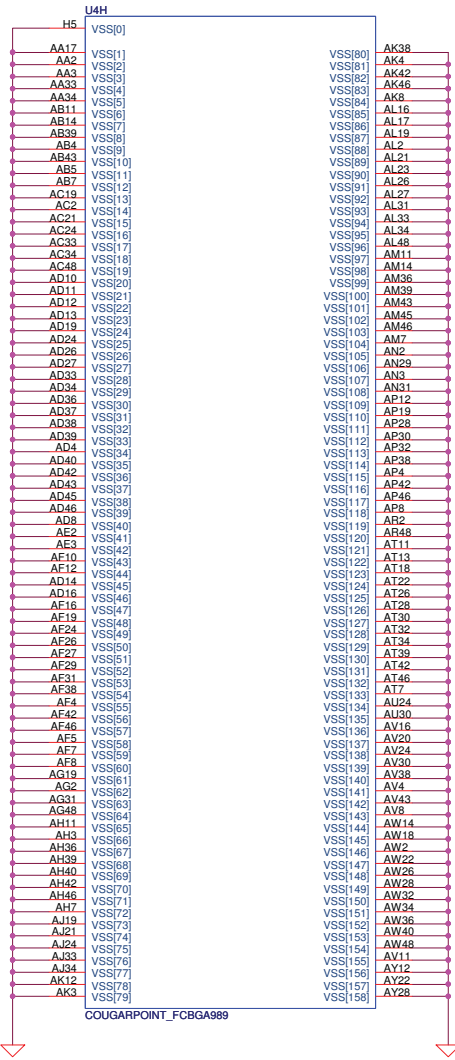 U4H
H5 VSS[0]
AA17 VSS[1] VSS[80] AK38
AA2 VSS[2] VSS[81] AK4
AA3 VSS[3] VSS[82] AK42
AA33 VSS[4] VSS[83] AK46
AA34 VSS[5] VSS[84] AK8
AB11 VSS[6] VSS[85] AL16
AB14 VSS[7] VSS[86] AL17
AB39 VSS[8] VSS[87] AL19
AB4 VSS[9] VSS[88] AL2
AB43 VSS[10] VSS[89] AL21
AB5 VSS[11] VSS[90] AL23
AB7 VSS[12] VSS[91] AL26
AC19 VSS[13] VSS[92] AL27
AC2 VSS[14] VSS[93] AL31
AC21 VSS[15] VSS[94] AL33
AC24 VSS[16] VSS[95] AL34
AC33 VSS[17] VSS[96] AL48
AC34 VSS[18] VSS[97] AM11
AC48 VSS[19] VSS[98] AM14
AD10 VSS[20] VSS[99] AM36
AD11 VSS[21] VSS[100] AM39
AD12 VSS[22] VSS[101] AM43
AD13 VSS[23] VSS[102] AM45
AD19 VSS[24] VSS[103] AM46
AD24 VSS[25] VSS[104] AM7
AD26 VSS[26] VSS[105] AN2
AD27 VSS[27] VSS[106] AN29
AD33 VSS[28] VSS[107] AN3
AD34 VSS[29] VSS[108] AN31
AD36 VSS[30] VSS[109] AP12
AD37 VSS[31] VSS[110] AP19
AD38 VSS[32] VSS[111] AP28
AD39 VSS[33] VSS[112] AP30
AD4 VSS[34] VSS[113] AP32
AD40 VSS[35] VSS[114] AP38
AD42 VSS[36] VSS[115] AP4
AD43 VSS[37] VSS[116] AP42
AD45 VSS[38] VSS[117] AP46
AD46 VSS[39] VSS[118] AP8
AD8 VSS[40] VSS[119] AR2
AE2 VSS[41] VSS[120] AR48
AE3 VSS[42] VSS[121] AT11
AF10 VSS[43] VSS[122] AT13
AF12 VSS[44] VSS[123] AT18
AD14 VSS[45] VSS[124] AT22
AD16 VSS[46] VSS[125] AT26
AF16 VSS[47] VSS[126] AT28
AF19 VSS[48] VSS[127] AT30
AF24 VSS[49] VSS[128] AT32
AF26 VSS[50] VSS[129] AT34
AF27 VSS[51] VSS[130] AT39
AF29 VSS[52] VSS[131] AT42
AF31 VSS[53] VSS[132] AT46
AF38 VSS[54] VSS[133] AT7
AF4 VSS[55] VSS[134] AU24
AF42 VSS[56] VSS[135] AU30
AF46 VSS[57] VSS[136] AV16
AF5 VSS[58] VSS[137] AV20
AF7 VSS[59] VSS[138] AV24
AF8 VSS[60] VSS[139] AV30
AG19 VSS[61] VSS[140] AV38
AG2 VSS[62] VSS[141] AV4
AG31 VSS[63] VSS[142] AV43
AG48 VSS[64] VSS[143] AV8
AH11 VSS[65] VSS[144] AW14
AH3 VSS[66] VSS[145] AW18
AH36 VSS[67] VSS[146] AW2
AH39 VSS[68] VSS[147] AW22
AH40 VSS[69] VSS[148] AW26
AH42 VSS[70] VSS[149] AW28
AH46 VSS[71] VSS[150] AW32
AH7 VSS[72] VSS[151] AW34
AJ19 VSS[73] VSS[152] AW36
AJ21 VSS[74] VSS[153] AW40
AJ24 VSS[75] VSS[154] AW48
AJ33 VSS[76] VSS[155] AV11
AJ34 VSS[77] VSS[156] AY12
AK12 VSS[78] VSS[157] AY22
AK3 VSS[79] VSS[158] AY28
COUGARPOINT_FCBGA989